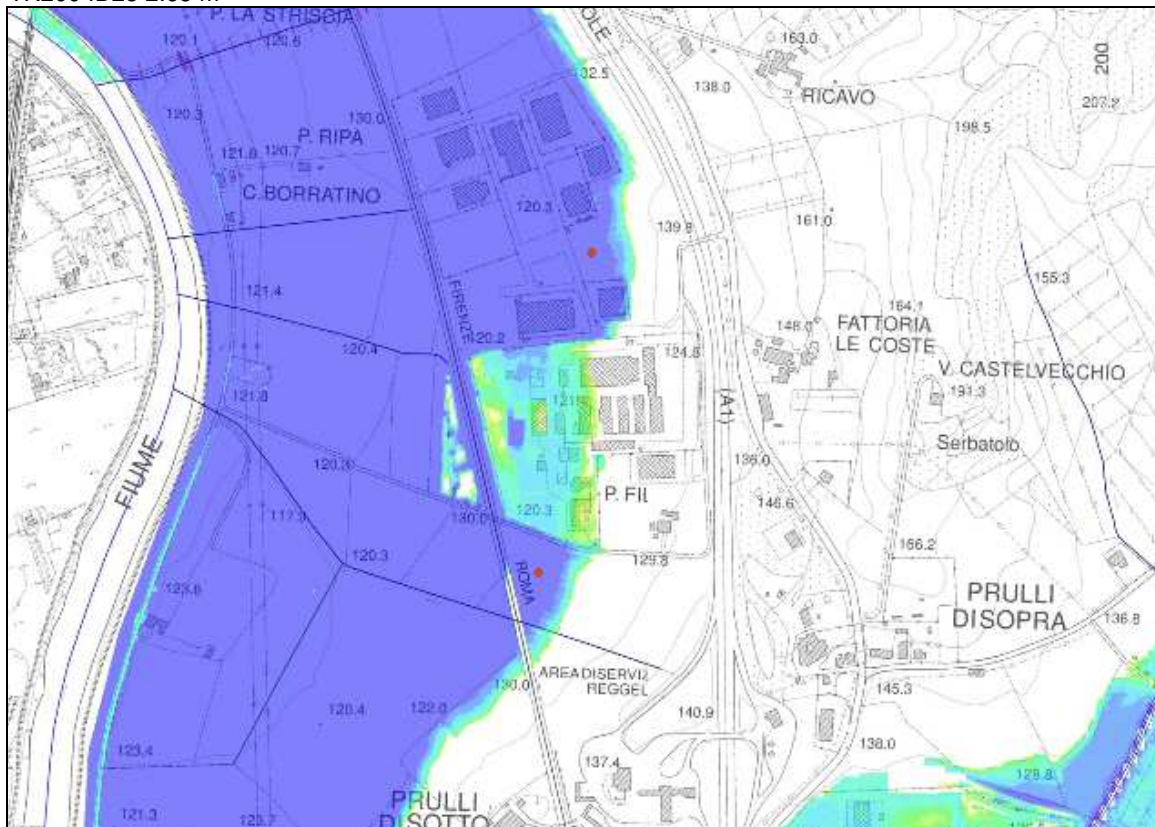 P. LA STRISCIA
120.1
120.6
OLE
163.0
132.5
138.0
RICAVO
200
207.2
120.3
130.0
198.5
P. RIPA
121.8
120.7
C. BORRATINO
120.3
139.8
161.0
155.3
121.4
FIRENZE
164.1
148.0
FATTORIA
LE COSTE
120.4
120.2
124.8
V. CASTELVECCHIO
191.3
121.8
(A1)
FIUME
Serbatoio
120.3
136.0
146.6
P. FIL
117.3
130.0
120.3
120.3
129.8
166.2
ROMA
123.6
PRULLI
DISOPRA
136.8
AREA DI SERVIZ
REGGEL
130.0
145.3
120.4
122.0
140.9
138.0
123.4
137.4
128.8
PRULLI
DISOTTO
121.3